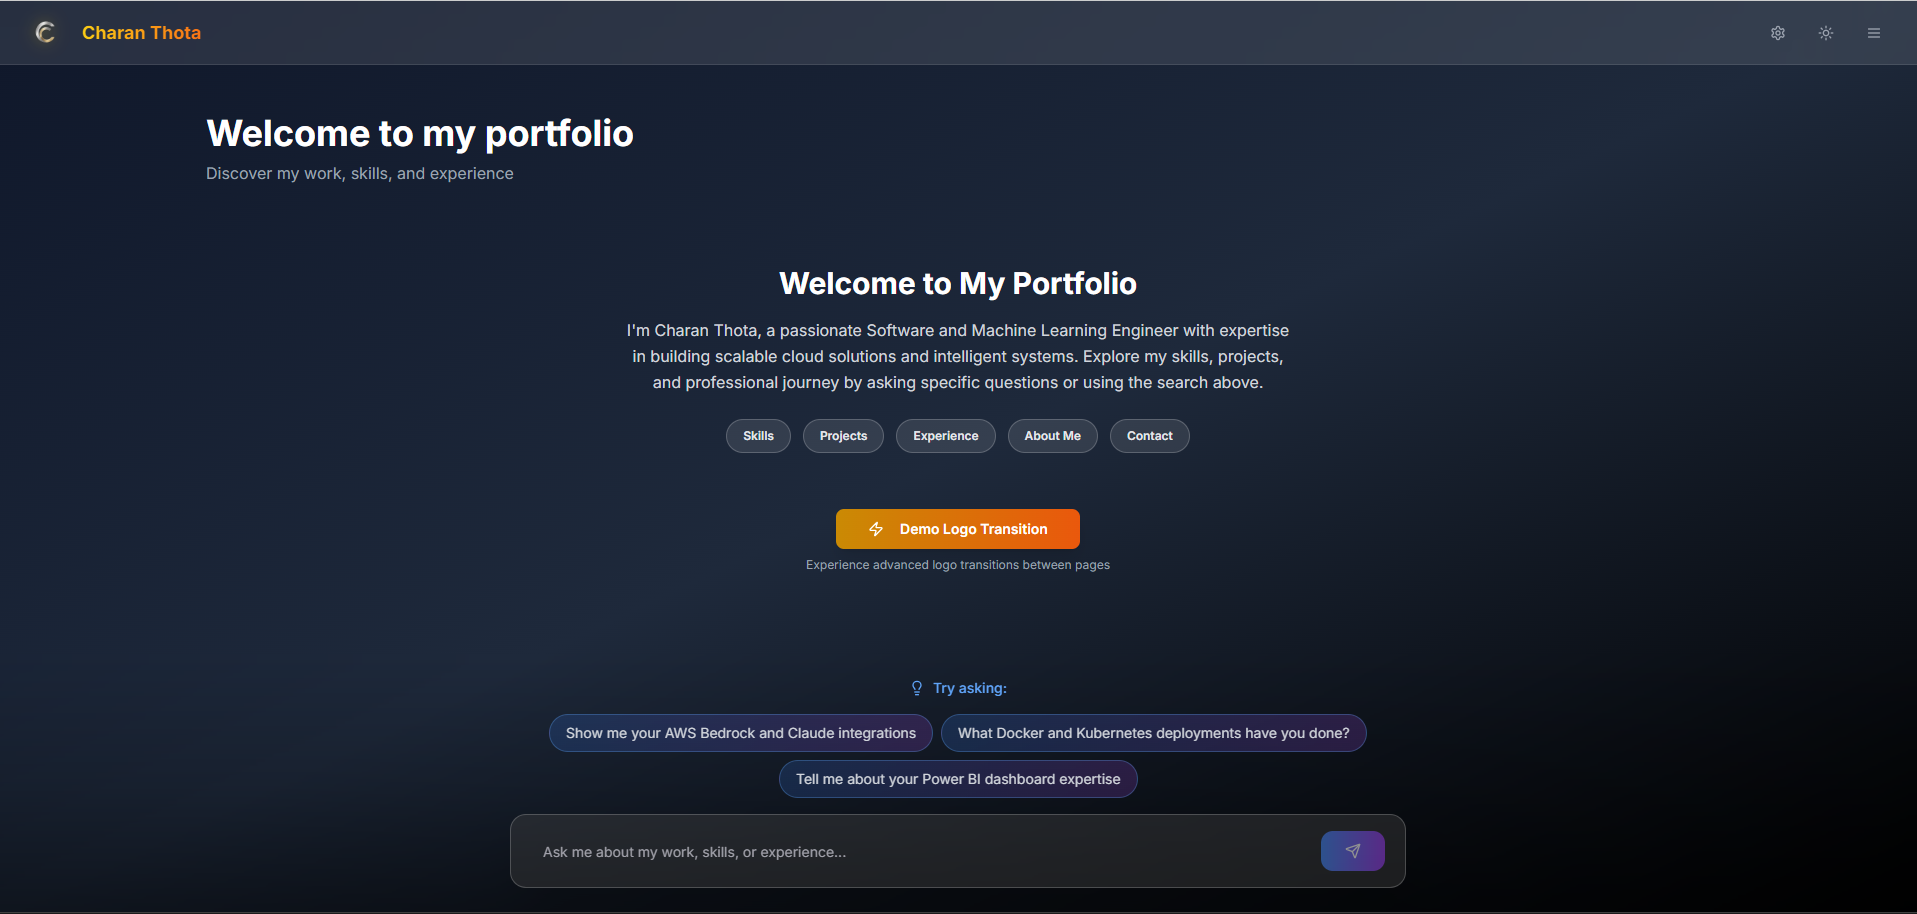 Charan Thota
Welcome to my portfolio
Discover my work, skills, and experience
Welcome to My Portfolio
I'm Charan Thota, a passionate Software and Machine Learning Engineer with expertise
in building scalable cloud solutions and intelligent systems. Explore my skills, projects,
and professional journey by asking specific questions or using the search above.
Skills
Projects
Experience
About Me
Contact
Demo Logo Transition
Experience advanced logo transitions between pages
Try asking:
Show me your AWS Bedrock and Claude integrations
What Docker and Kubernetes deployments have you done?
Tell me about your Power BI dashboard expertise
Ask me about my work, skills, or experience...